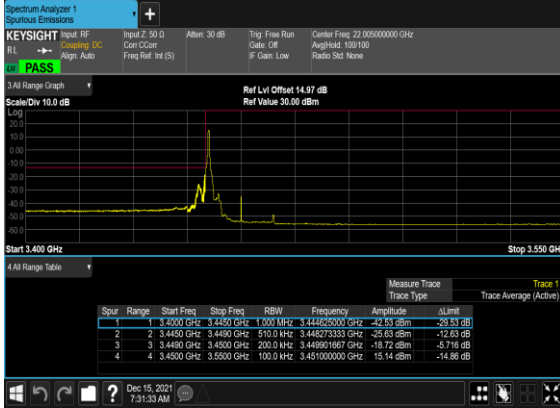 Spectrum Analyzer 1
Spurious Emissions
+
KEYSIGHT Input: RF Input Z: 50 Ω Atten: 30 dB Trig: Free Run Center Freq: 22.005000000 GHz
RL Coupling: DC Corr CCorr Gate: Off Avg|Hold: 100/100
Align: Auto Freq Ref: Int (S) IF Gain: Low Radio Std: None
LXI PASS
3 All Range Graph
Ref Lvl Offset 14.97 dB
Scale/Div 10.0 dB Ref Value 30.00 dBm
Log
20.0
10.0
0.00
-10.0
-20.0
-30.0
-40.0
-50.0
-60.0
Start 3.400 GHz Stop 3.550 GH
4 All Range Table
Measure Trace Trace 1
Trace Type Trace Average (Active)
Spur Range Start Freq Stop Freq RBW Frequency Amplitude ΔLimit
1 1 3.4000 GHz 3.4450 GHz 1.000 MHz 3.444625000 GHz -42.53 dBm -29.53 dB
2 2 3.4450 GHz 3.4490 GHz 510.0 kHz 3.448273333 GHz -25.63 dBm -12.63 dB
3 3 3.4490 GHz 3.4500 GHz 200.0 kHz 3.449901667 GHz -18.72 dBm -5.716 dB
4 4 3.4500 GHz 3.5500 GHz 100.0 kHz 3.451000000 GHz 15.14 dBm -14.86 dB
? Dec 15, 2021
7:31:33 AM